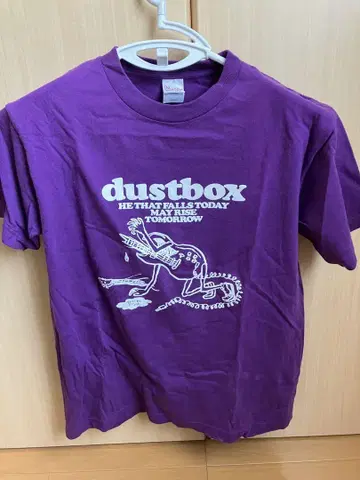 dustbox
HE THAT FALLS TODAY
MAY RISE
TOMORROW